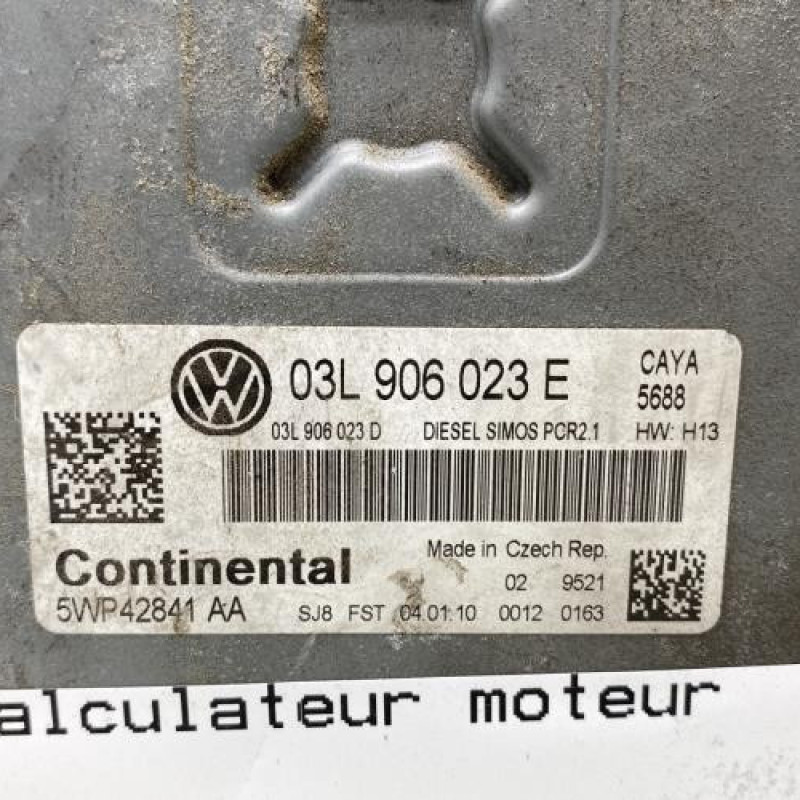 03L 906 023 E
CAYA
5688
03L 906 023 D DIESEL SIMOS PCR2.1 HW: H13
Continental
Made in Czech Rep.
02 9521
5WP42841 AA SJ8 FST 04.01.10 0012 0163
alculateur moteur